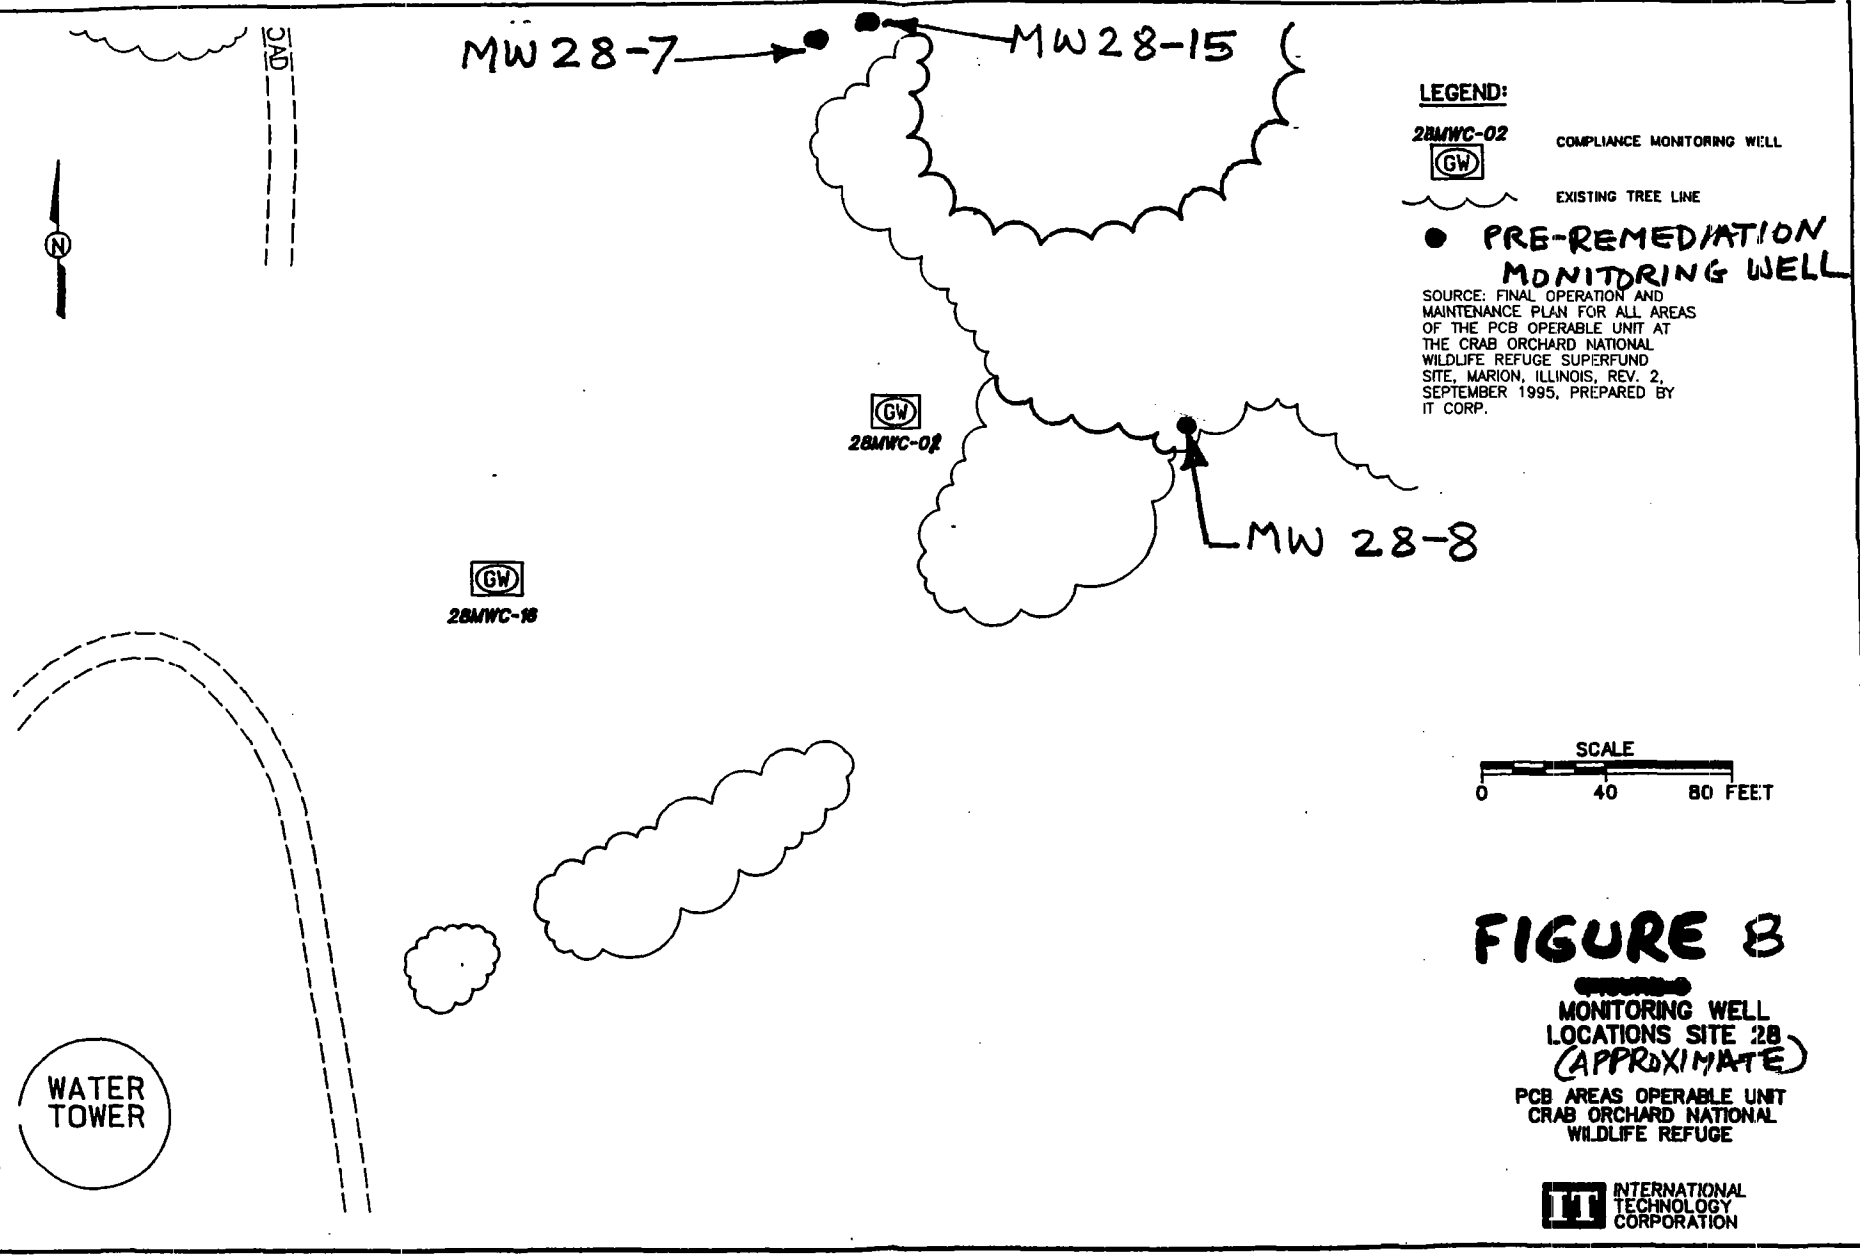 OAD
MW 28-7
MW 28-15
LEGEND:
28MWC-02
GW
COMPLIANCE MONITORING WELL
EXISTING TREE LINE
PRE-REMEDIATION
MONITORING WELL
SOURCE: FINAL OPERATION AND
MAINTENANCE PLAN FOR ALL AREAS
OF THE PCB OPERABLE UNIT AT
THE CRAB ORCHARD NATIONAL
WILDLIFE REFUGE SUPERFUND
SITE, MARION, ILLINOIS, REV. 2,
SEPTEMBER 1995, PREPARED BY
IT CORP.
N
GW
28MWC-02
MW 28-8
GW
28MWC-16
SCALE
0 40 80 FEET
FIGURE 8
MONITORING WELL
LOCATIONS SITE 28
(APPROXIMATE)
PCB AREAS OPERABLE UNIT
CRAB ORCHARD NATIONAL
WILDLIFE REFUGE
WATER
TOWER
IT
INTERNATIONAL
TECHNOLOGY
CORPORATION